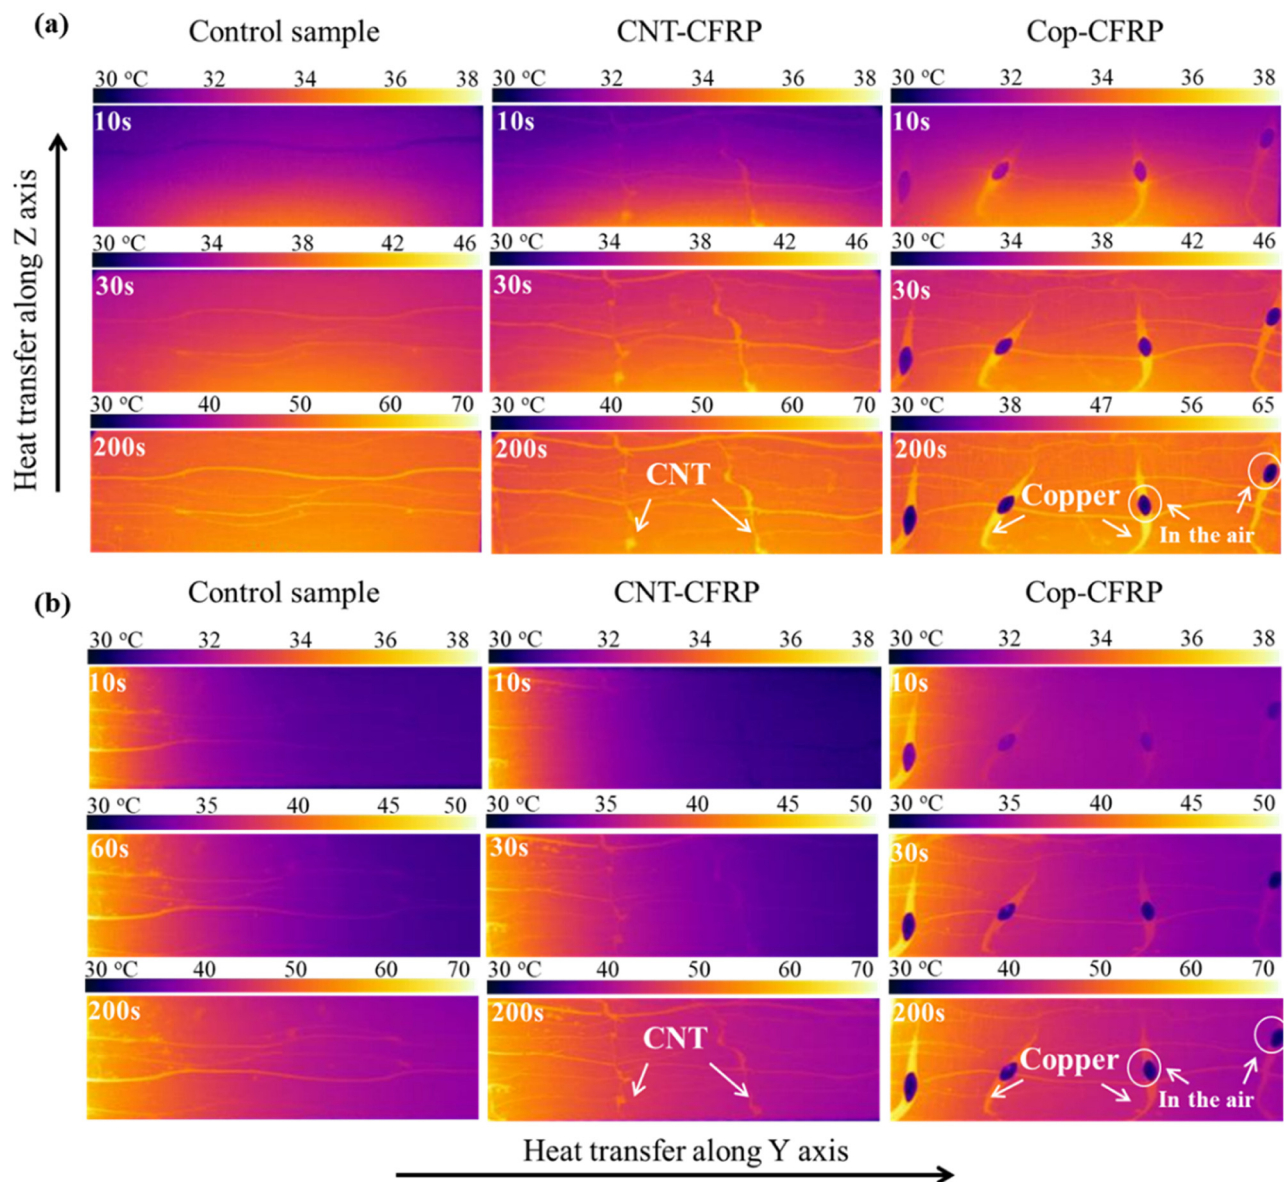 (a)
Control sample CNT-CFRP Cop-CFRP
30 °C 32 34 36 38 30 °C 32 34 36 38 30 °C 32 34 36 38
10s 10s 10s
30 °C 34 38 42 46 30 °C 34 38 42 46 30 °C 34 38 42 46
30s 30s 30s
30 °C 40 50 60 70 30 °C 40 50 60 70 30 °C 38 47 56 65
200s 200s 200s
CNT
Copper
In the air
Heat transfer along Z axis
(b)
Control sample CNT-CFRP Cop-CFRP
30 °C 32 34 36 38 30 °C 32 34 36 38 30 °C 32 34 36 38
10s 10s 10s
30 °C 35 40 45 50 30 °C 35 40 45 50 30 °C 35 40 45 50
60s 30s 30s
30 °C 40 50 60 70 30 °C 40 50 60 70 30 °C 40 50 60 70
200s 200s 200s
CNT
Copper
In the air
Heat transfer along Y axis